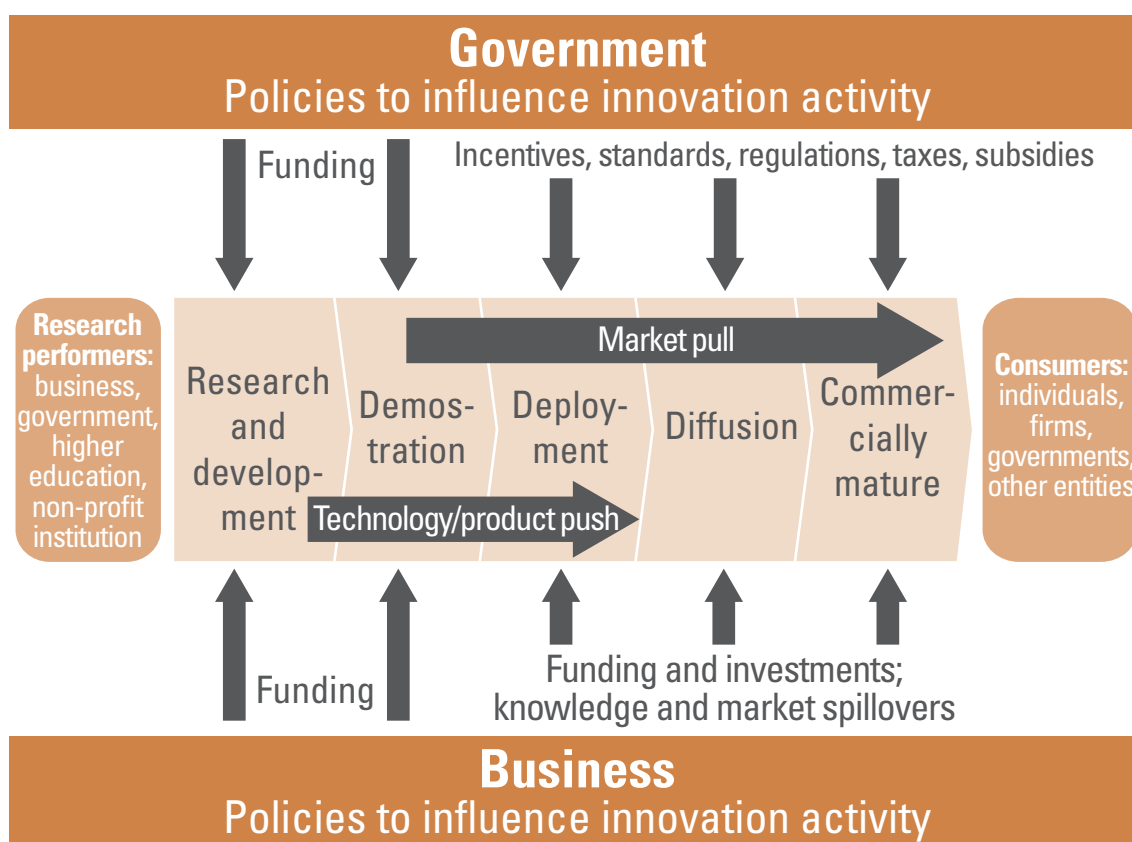 Government
Policies to influence innovation activity
Funding
Incentives, standards, regulations, taxes, subsidies
Research
performers:
business,
government,
higher
education,
non-profit
institution
Research
and
develop-
ment
Demos-
tration
Deploy-
ment
Diffusion
Commer-
cially
mature
Market pull
Technology/product push
Consumers:
individuals,
firms,
governments,
other entities
Funding
Funding and investments;
knowledge and market spillovers
Business
Policies to influence innovation activity